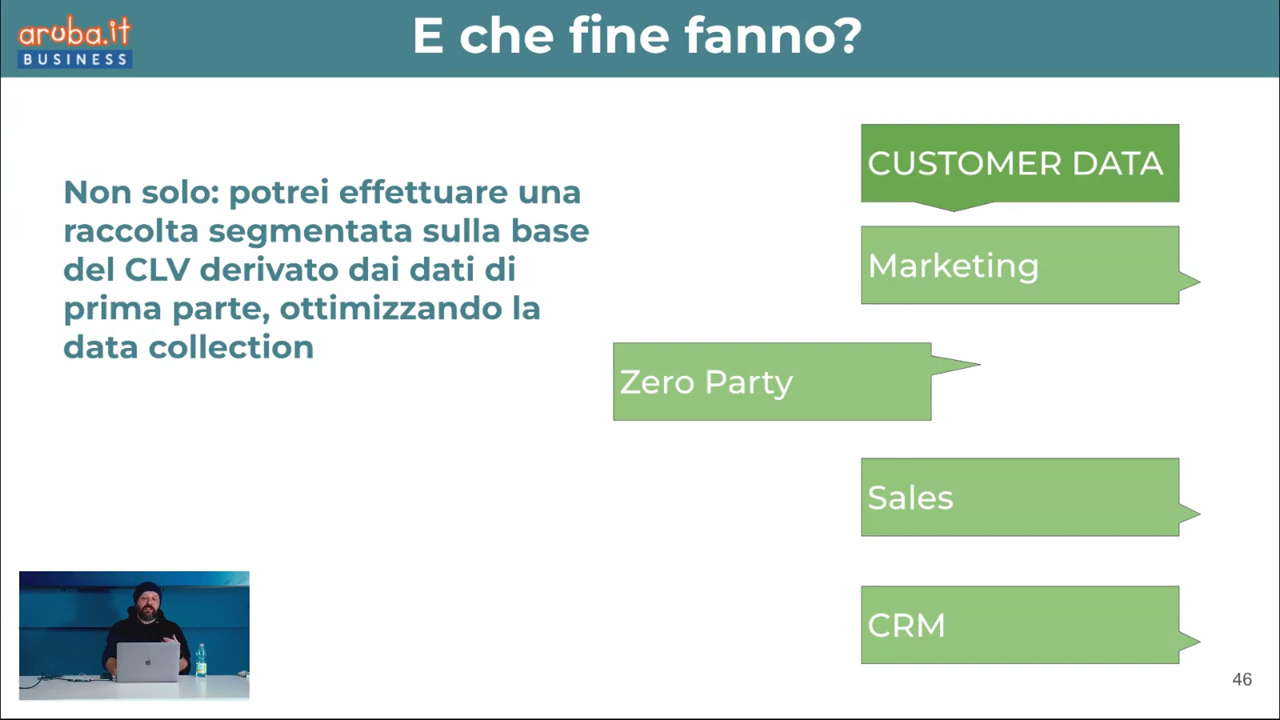 aruba.it
BUSINESS
E che fine fanno?
Non solo: potrei effettuare una
raccolta segmentata sulla base
del CLV derivato dai dati di
prima parte, ottimizzando la
data collection
CUSTOMER DATA
Marketing
Zero Party
Sales
CRM
46